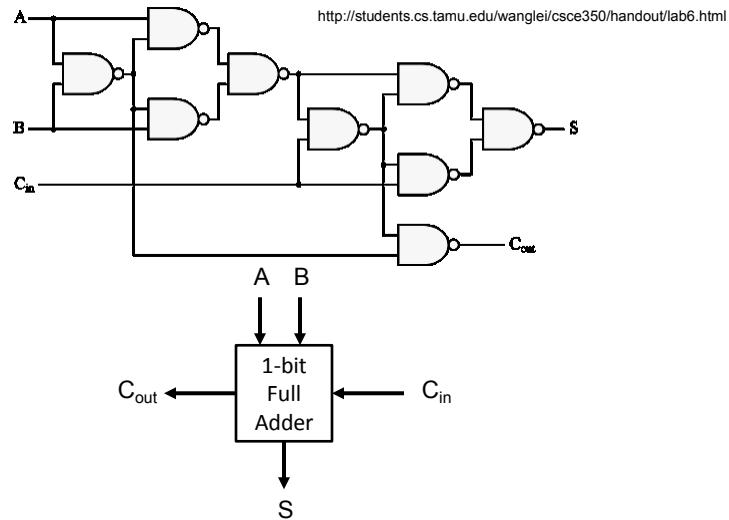 http://students.cs.tamu.edu/wanglei/csce350/handout/lab6.html
A
B
S
Cin
Cout
A B
1-bit
Full
Adder
Cout
Cin
S